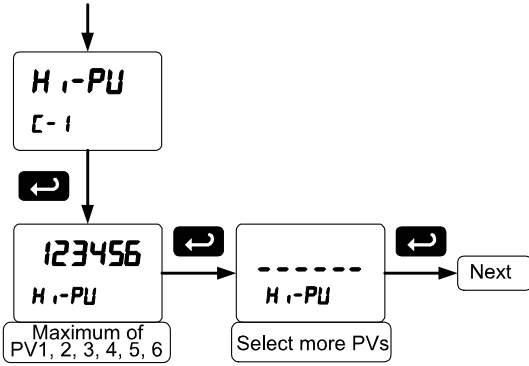 Hi-PV
C-1
123456
Hi-PV
Maximum of
PV1, 2, 3, 4, 5, 6
------
Hi-PV
Select more PVs
Next